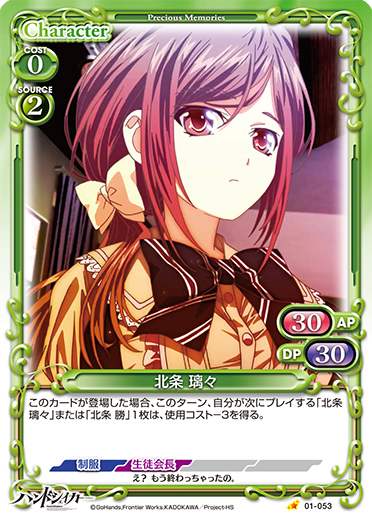 Precious Memories
Character
COST
0
SOURCE
2
30 AP
DP 30
北条 璃々
このカードが登場した場合、このターン、自分が次にプレイする「北条
璃々」または「北条 勝」1枚は、使用コスト－3を得る。
制服 生徒会長
え？ もう終わっちゃったの。
ハンドシェイカー
©GoHands,Frontier Works,KADOKAWA／Project-HS
01-053